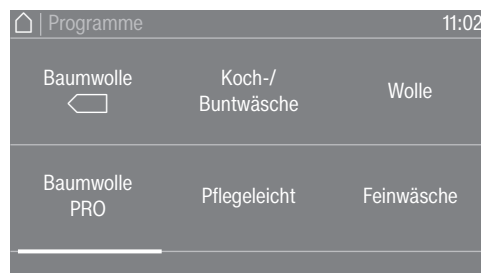 | Programme 11:02
Baumwolle
Koch-/
Buntwäsche
Wolle
Baumwolle
PRO
Pflegeleicht
Feinwäsche